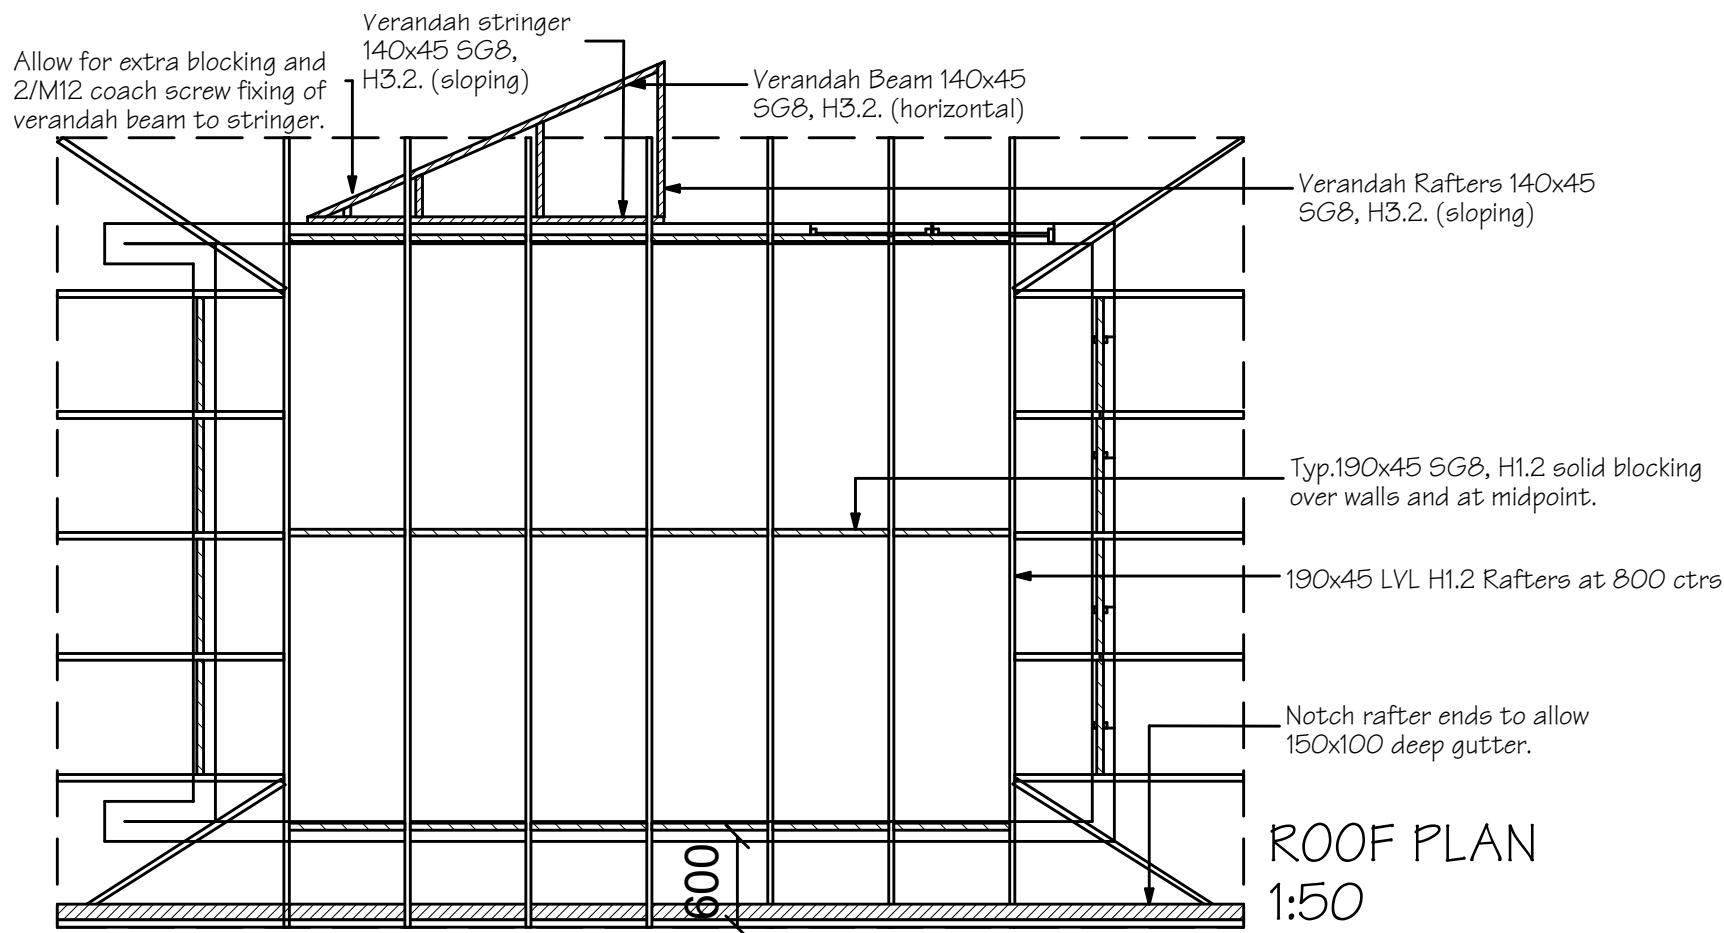 Verandah stringer
140x45 SG8,
H3.2. (sloping)
Allow for extra blocking and
2/M12 coach screw fixing of
verandah beam to stringer.
Verandah Beam 140x45
SG8, H3.2. (horizontal)
Verandah Rafters 140x45
SG8, H3.2. (sloping)
Typ.190x45 SG8, H1.2 solid blocking
over walls and at midpoint.
190x45 LVL H1.2 Rafters at 800 ctrs
Notch rafter ends to allow
150x100 deep gutter.
600
ROOF PLAN
1:50